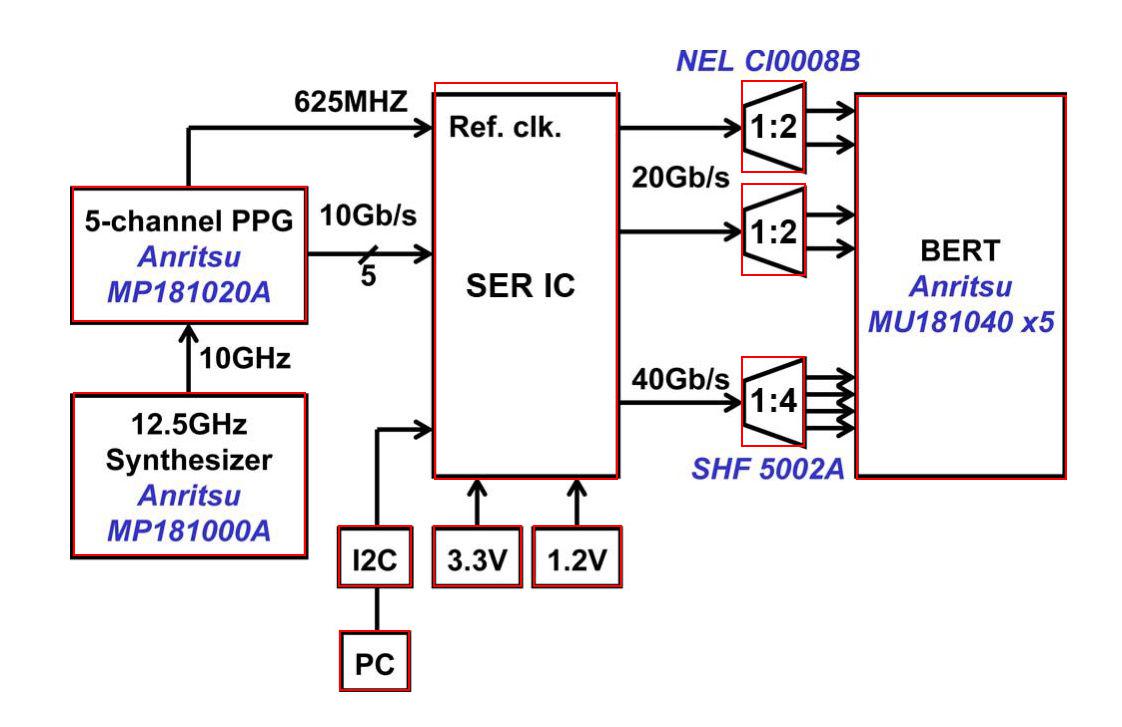 NEL CI0008B
625MHZ
Ref. clk.
1:2
20Gb/s
5-channel PPG
Anritsu
MP181020A
10Gb/s
5
SER IC
1:2
BERT
Anritsu
MU181040 x5
10GHz
40Gb/s
1:4
12.5GHz
Synthesizer
Anritsu
MP181000A
SHF 5002A
I2C
3.3V
1.2V
PC